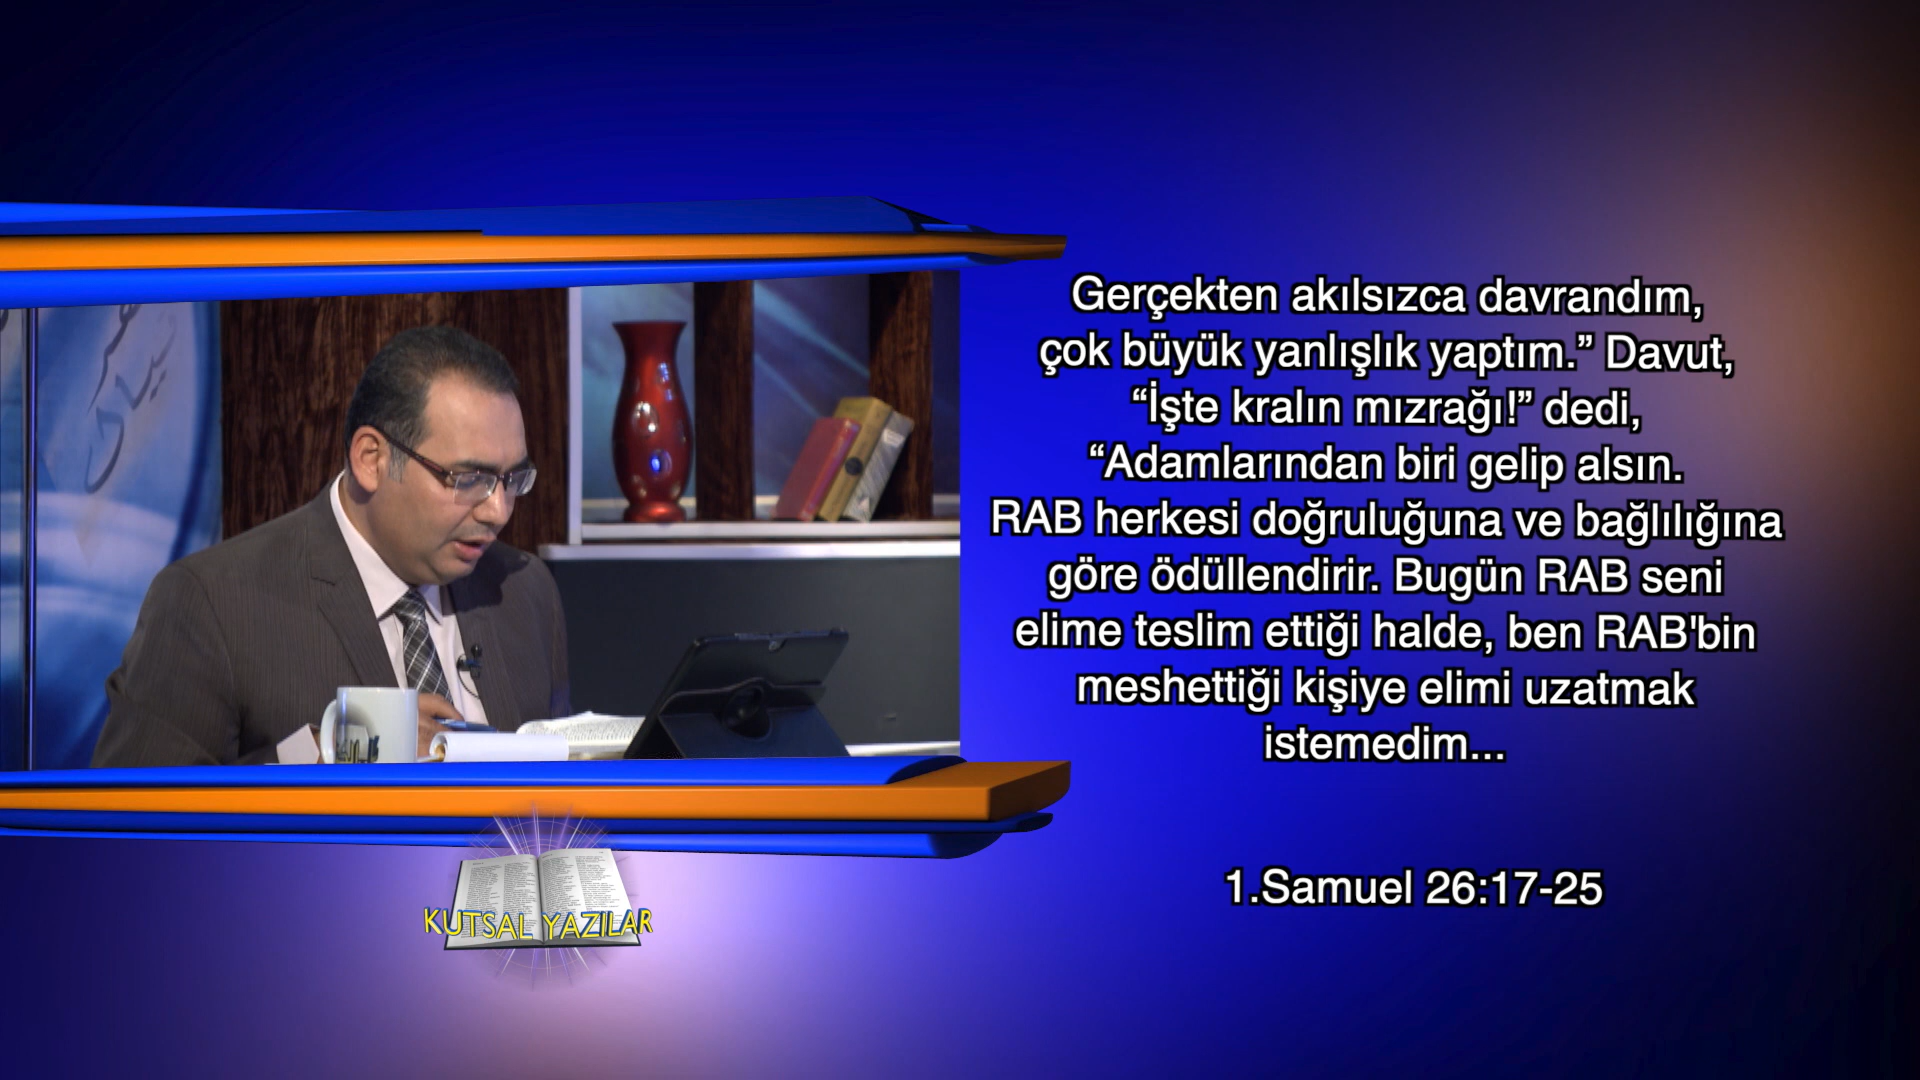 Gerçekten akılsızca davrandım,
çok büyük yanlışlık yaptım.” Davut,
“İşte kralın mızrağı!” dedi,
“Adamlarından biri gelip alsın.
RAB herkesi doğruluğuna ve bağlılığına
göre ödüllendirir. Bugün RAB seni
elime teslim ettiği halde, ben RAB'bin
meshettiği kişiye elimi uzatmak
istemedim...
1.Samuel 26:17-25
KUTSAL YAZILAR